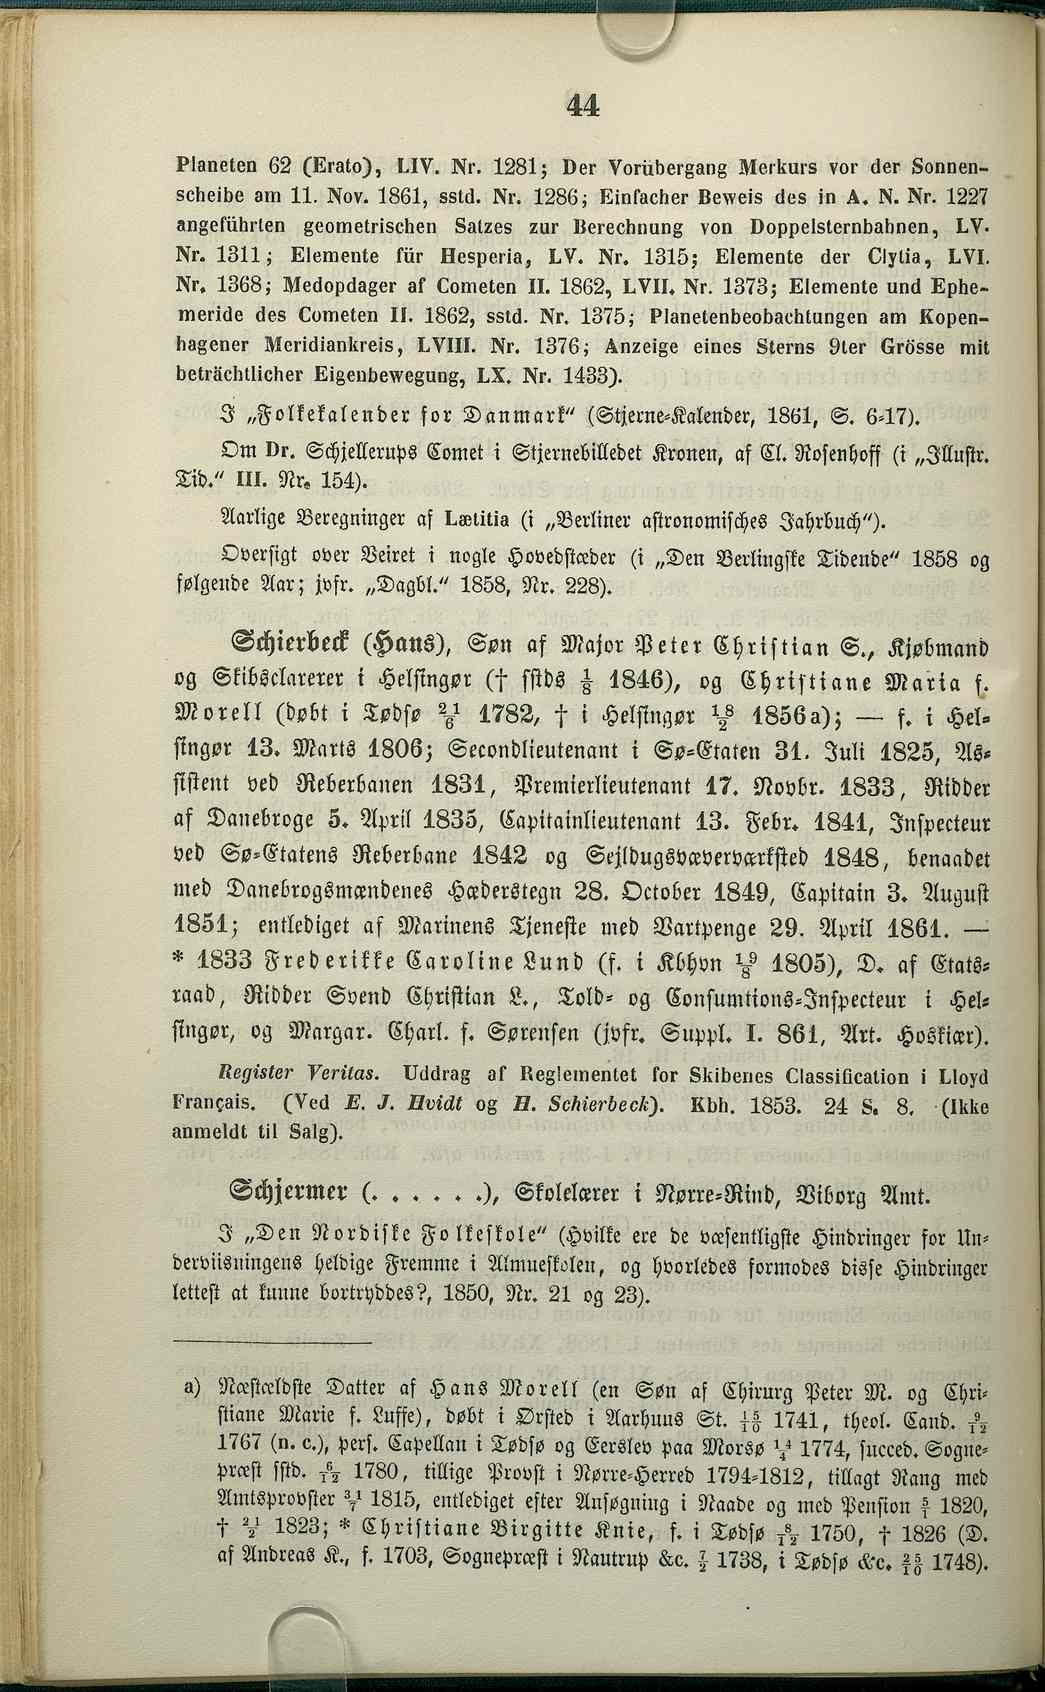 44
Planeten 62 (Erato), LIV. Nr. 1281; Der Vorübergang Merkurs vor der Sonnen-
scheibe am 11. Nov. 1861, sstd. Nr. 1286; Einfacher Beweis des in A. N. Nr. 1227
angeführten geometrischen Satzes zur Berechnung von Doppelsternbahnen, LV.
Nr. 1311; Elemente für Hesperia, LV. Nr. 1315; Elemente der Clytia, LVI.
Nr. 1368; Medopdager af Cometen II. 1862, LVII. Nr. 1373; Elemente und Ephe-
meride des Cometen II. 1862, sstd. Nr. 1375; Planetenbeobachtungen am Kopen-
hagener Meridiankreis, LVIII. Nr. 1376; Anzeige eines Sterns 9ter Grösse mit
beträchtlicher Eigenbewegung, LX. Nr. 1433).
I „Folkekalender for Danmark“ (Stjerne-Kalender, 1861, S. 6-17).
Om Dr. Schjellerups Comet i Stjernebilledet Kronen, af Cl. Rosenhoff (i „Illustr.
Tid.“ III. Nr. 154).
Aarlige Beregninger af Lætitia (i „Berliner astronomisches Jahrbuch“).
Oversigt over Veiret i nogle Hovedstæder (i „Den Berlingske Tidende“ 1858 og
følgende Aar; jvfr. „Dagbl.“ 1858, Nr. 228).
Schierbeck (Hans), Søn af Major Peter Christian S., Kjøbmand
og Skibsclarerer i Helsingør († sstds 1/8 1846), og Christiane Maria f.
Morell (døbt i Tødsø 21/6 1782, † i Helsingør 18/2 1856a); — f. i Hel-
singør 13. Marts 1806; Secondlieutenant i Sø-Etaten 31. Juli 1825, As-
sistent ved Reberbanen 1831, Premierlieutenant 17. Novbr. 1833, Ridder
af Danebroge 5. April 1835, Capitainlieutenant 13. Febr. 1841, Inspecteur
ved Sø-Etatens Reberbane 1842 og Sejldugsvæverværksted 1848, benaadet
med Danebrogsmændenes Hæderstegn 28. October 1849, Capitain 3. August
1851; entlediget af Marinens Tjeneste med Vartpenge 29. April 1861. —
* 1833 Frederikke Caroline Lund (f. i Kbhvn 19/8 1805), D. af Etats-
raad, Ridder Svend Christian L., Told- og Consumtions-Inspecteur i Hel-
singør, og Margar. Charl. f. Sørensen (jvfr. Suppl. I. 861, Art. Hoskiær).
Register Veritas. Uddrag af Reglementet for Skibenes Classification i Lloyd
Français. (Ved E. J. Hvidt og H. Schierbeck). Kbh. 1853. 24 S. 8. (Ikke
anmeldt til Salg).
Schjermer (. . . . . .), Skolelærer i Nørre-Rind, Viborg Amt.
I „Den Nordiske Folkeskole“ (Hvilke ere de væsentligste Hindringer for Un-
derviisningens heldige Fremme i Almueskolen, og hvorledes formodes disse Hindringer
lettest at kunne bortryddes?, 1850, Nr. 21 og 23).
a) Næstældste Datter af Hans Morell (en Søn af Chirurg Peter M. og Chri-
stiane Marie f. Lusse), døbt i Ørsted i Aarhuus St. 15/10 1741, theol. Cand. 9/12
1767 (n. c.), pers. Capellan i Tødsø og Eerslev paa Morsø 14/4 1774, succed. Sogne-
præst sstd. 6/12 1780, tillige Provst i Nørre-Herred 1794-1812, tillagt Rang med
Amtsprovster 31/7 1815, entlediget efter Ansøgning i Naade og med Pension 5/1 1820,
† 21/2 1823; * Christiane Birgitte Knie, f. i Tødsø 8/12 1750, † 1826 (D.
af Andreas K., f. 1703, Sognepræst i Nautrup &c. 7/2 1738, i Tødsø &c. 25/10 1748).